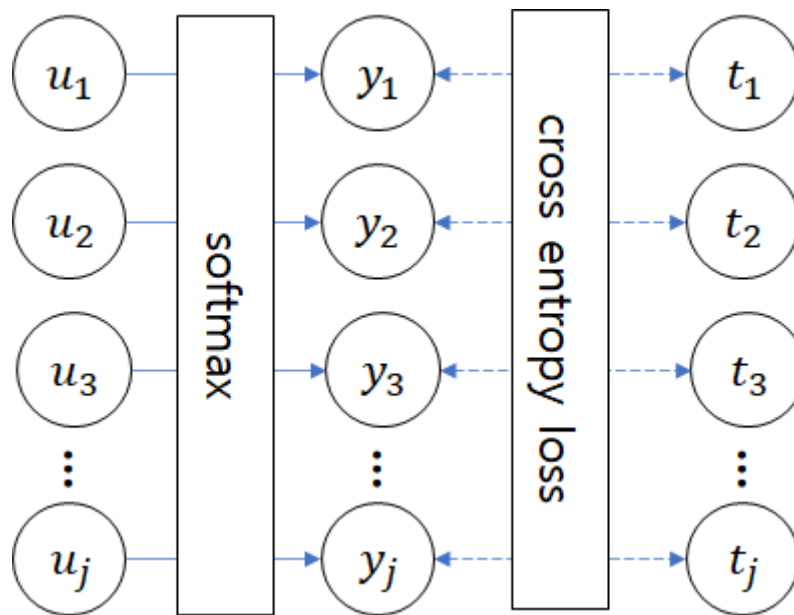 u₁ y₁ t₁
u₂ y₂ t₂
u₃ y₃ t₃
... ... ...
uⱼ yⱼ tⱼ
softmax
cross entropy loss